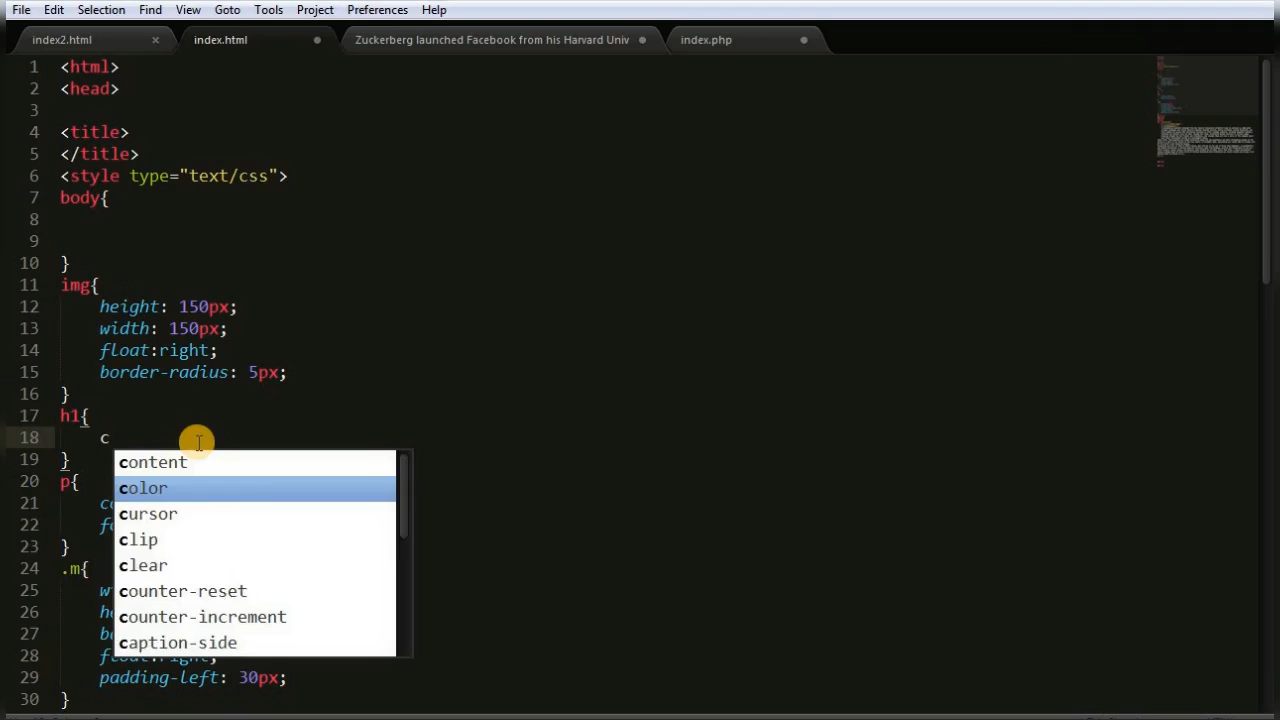 File Edit Selection Find View Goto Tools Project Preferences Help
index2.html × index.html Zuckerberg launched Facebook from his Harvard Univ index.php
1 <html>
2 <head>
3
4 <title>
5 </title>
6 <style type="text/css">
7 body{
8
9
10 }
11 img{
12 height: 150px;
13 width: 150px;
14 float:right;
15 border-radius: 5px;
16 }
17 h1{
18 c
19 }
content
color
cursor
clip
clear
counter-reset
counter-increment
caption-side
20 p{
21
22
23 }
24 .m{
25
26
27
28 float:right;
29 padding-left: 30px;
30 }